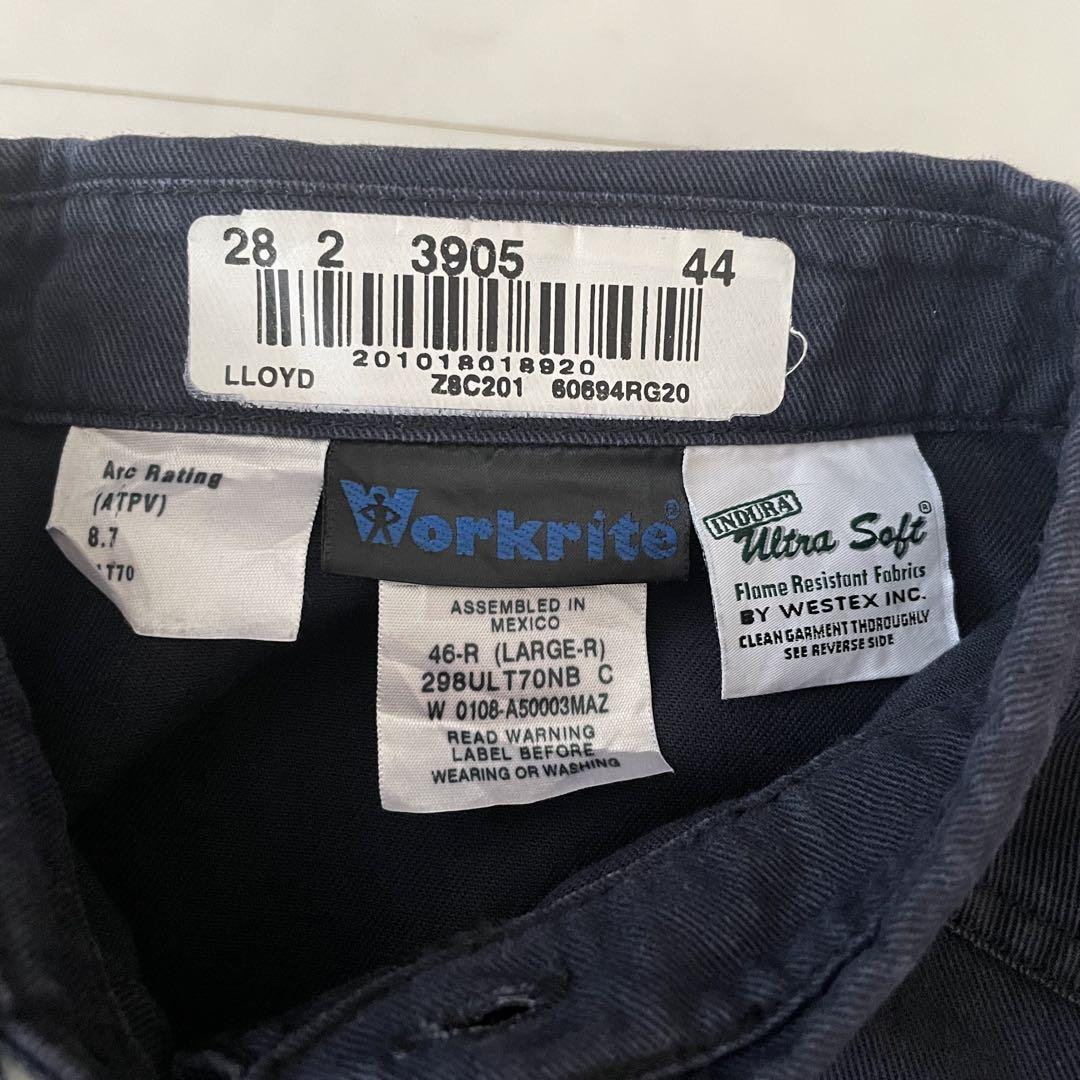 28 2 3905 44
201018018920
LLOYD Z8C201 60694RG20
Arc Rating
(ATPV)
8.7
T70
Workrite®
ASSEMBLED IN
MEXICO
46-R (LARGE-R)
298ULT70NB C
W 0108-A50003MAZ
READ WARNING
LABEL BEFORE
WEARING OR WASHING
INDURA®
Ultra Soft®
Flame Resistant Fabrics
BY WESTEX INC.
CLEAN GARMENT THOROUGHLY
SEE REVERSE SIDE